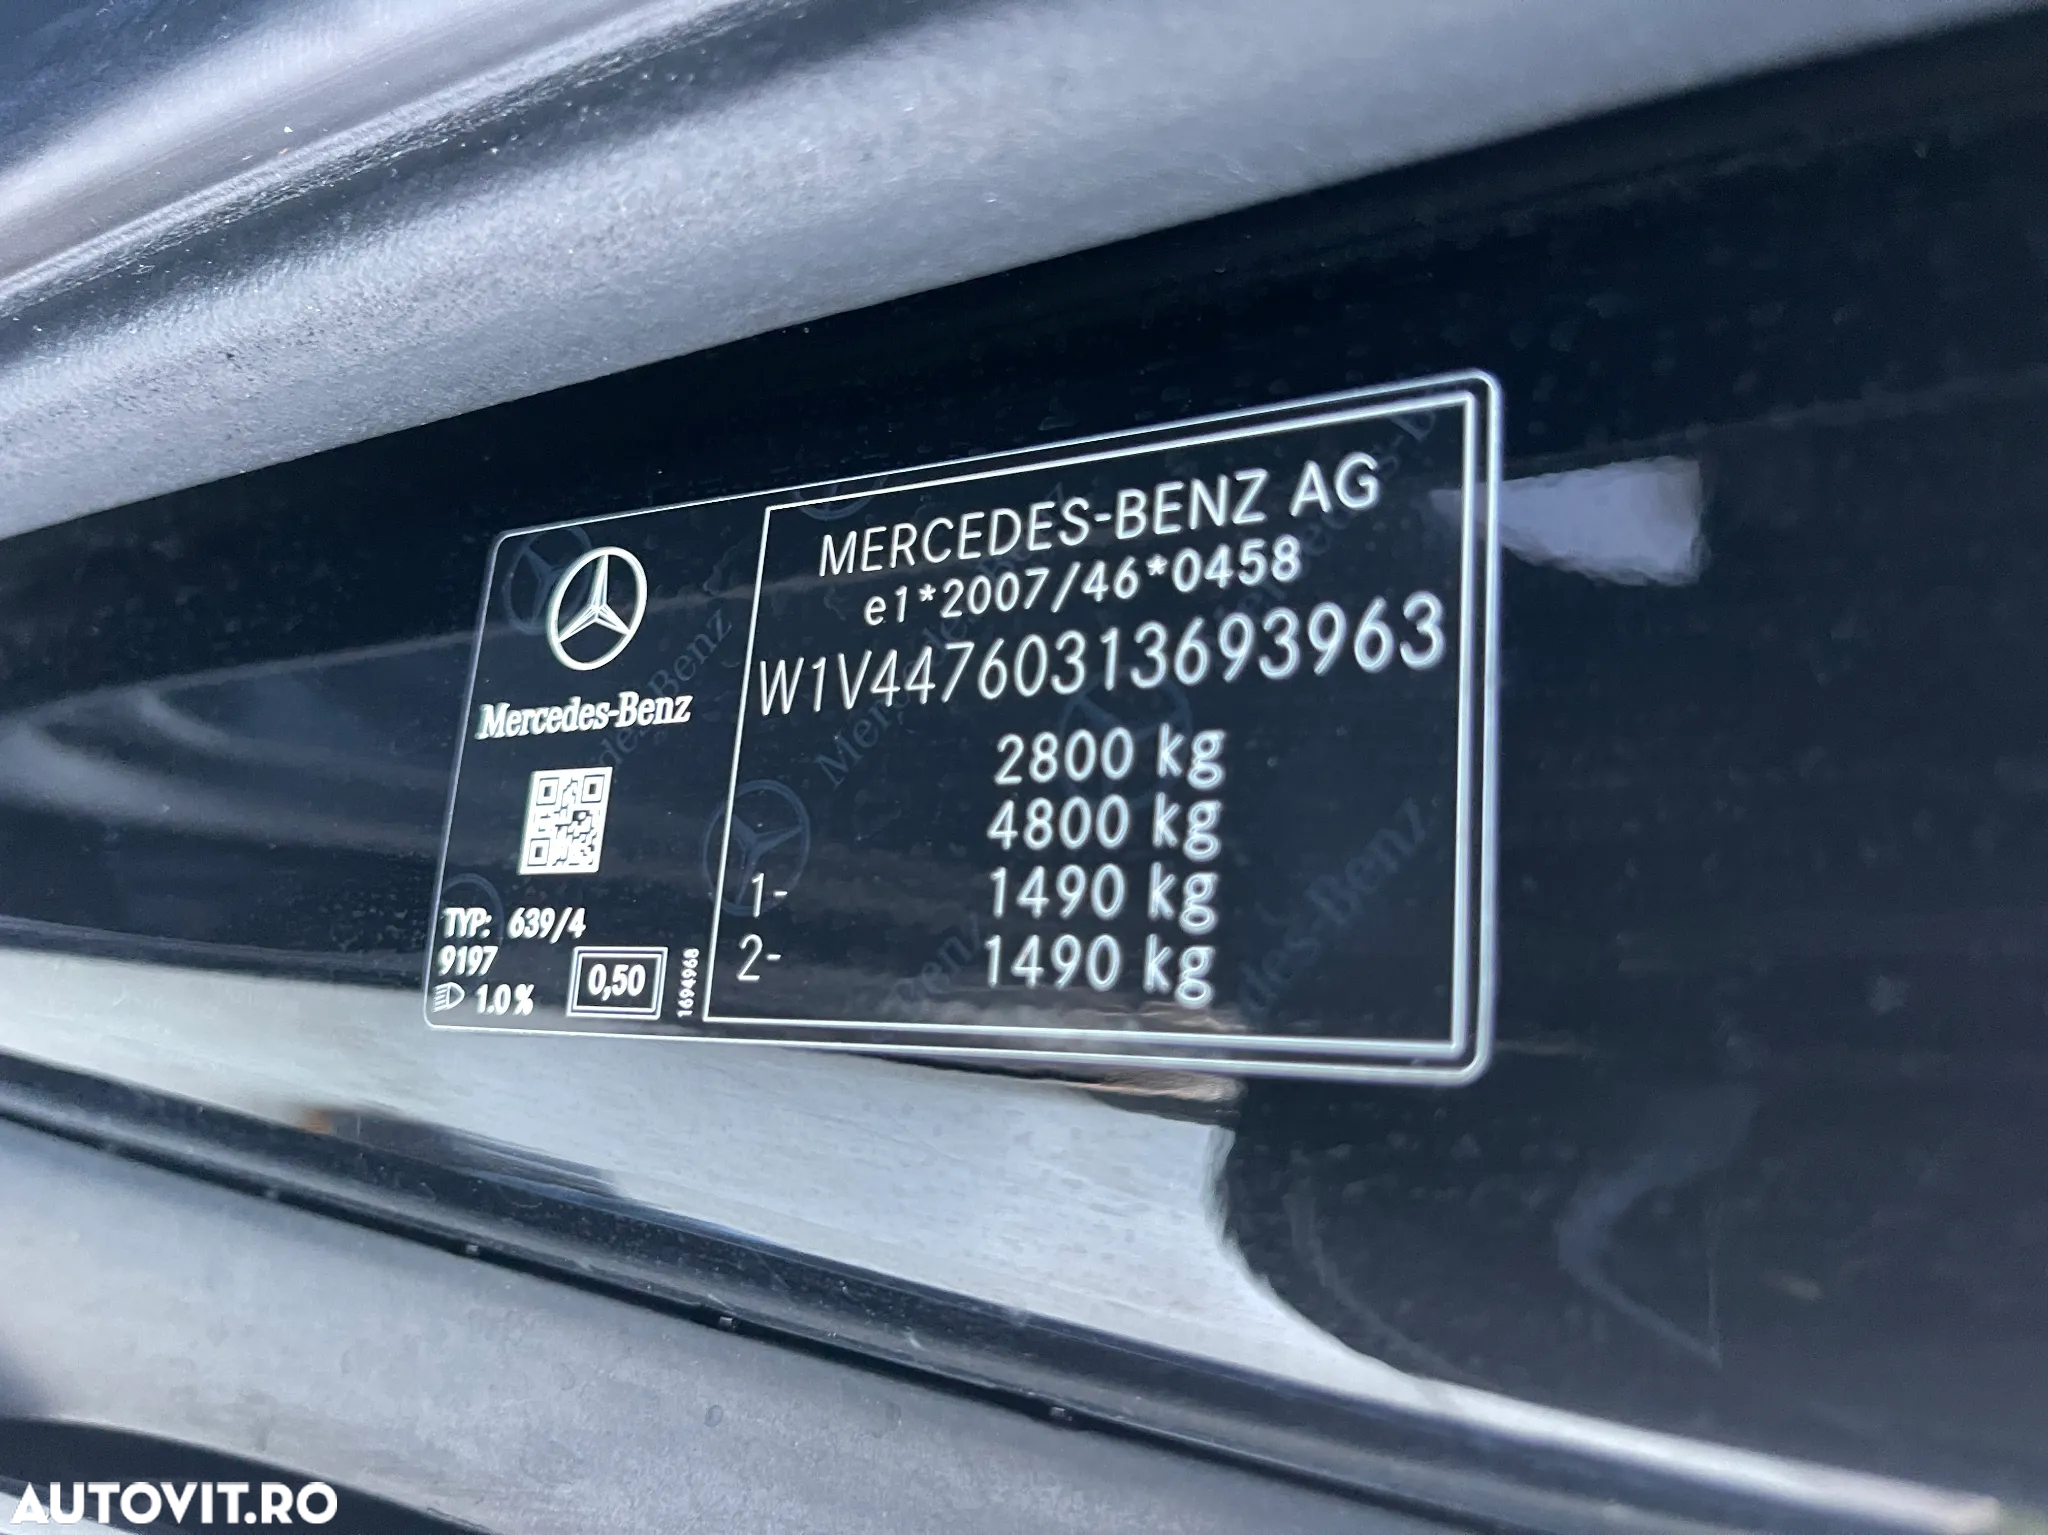 Mercedes-Benz
TYP: 639/4
9197
1.0%
0,50
1694968
MERCEDES-BENZ AG
e1*2007/46*0458
W1V44760313693963
2800 kg
4800 kg
1- 1490 kg
2- 1490 kg
AUTOVIT.RO